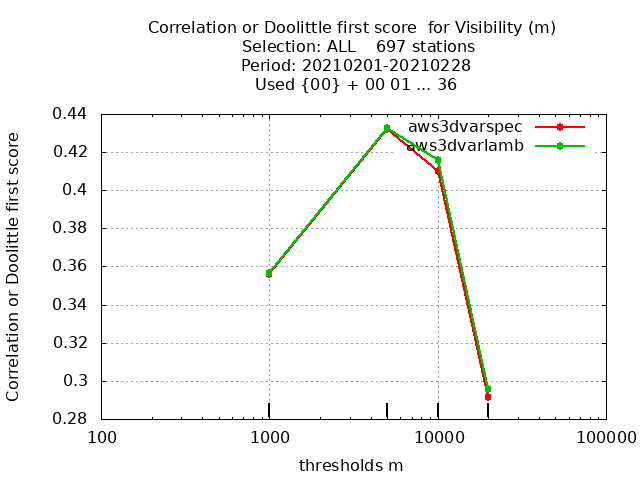 Correlation or Doolittle first score  for Visibility (m)
Selection: ALL    697 stations
Period: 20210201-20210228
Used {00} + 00 01 ... 36
Correlation or Doolittle first score
0.44
0.42
0.4
0.38
0.36
0.34
0.32
0.3
0.28
aws3dvarspec
aws3dvarlamb
100 1000 10000 100000
thresholds m